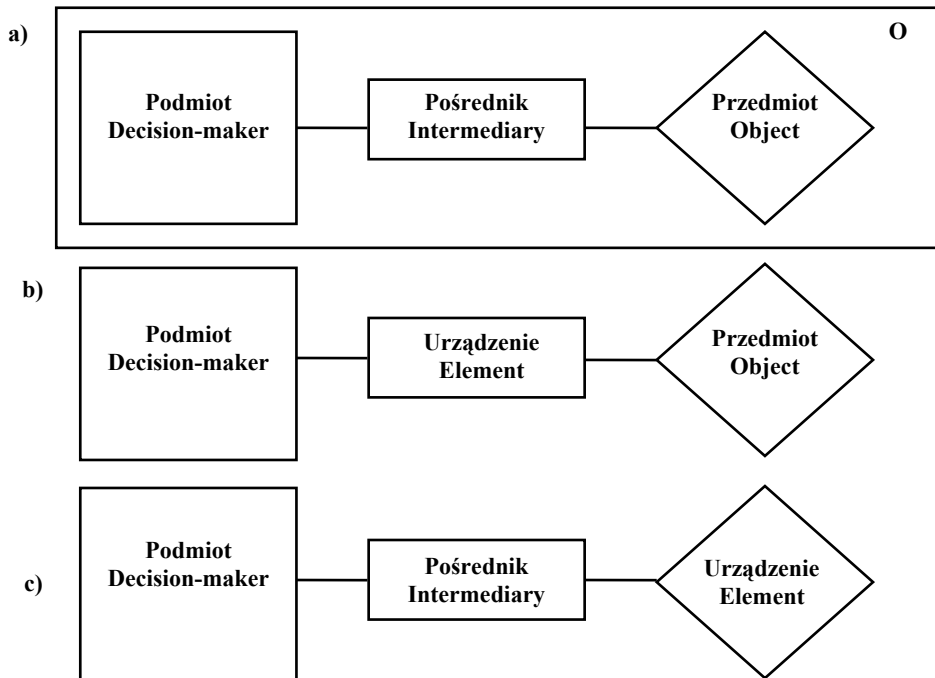 a)
O
Podmiot
Decision-maker
Pośrednik
Intermediary
Przedmiot
Object
b)
Podmiot
Decision-maker
Urządzenie
Element
Przedmiot
Object
c)
Podmiot
Decision-maker
Pośrednik
Intermediary
Urządzenie
Element